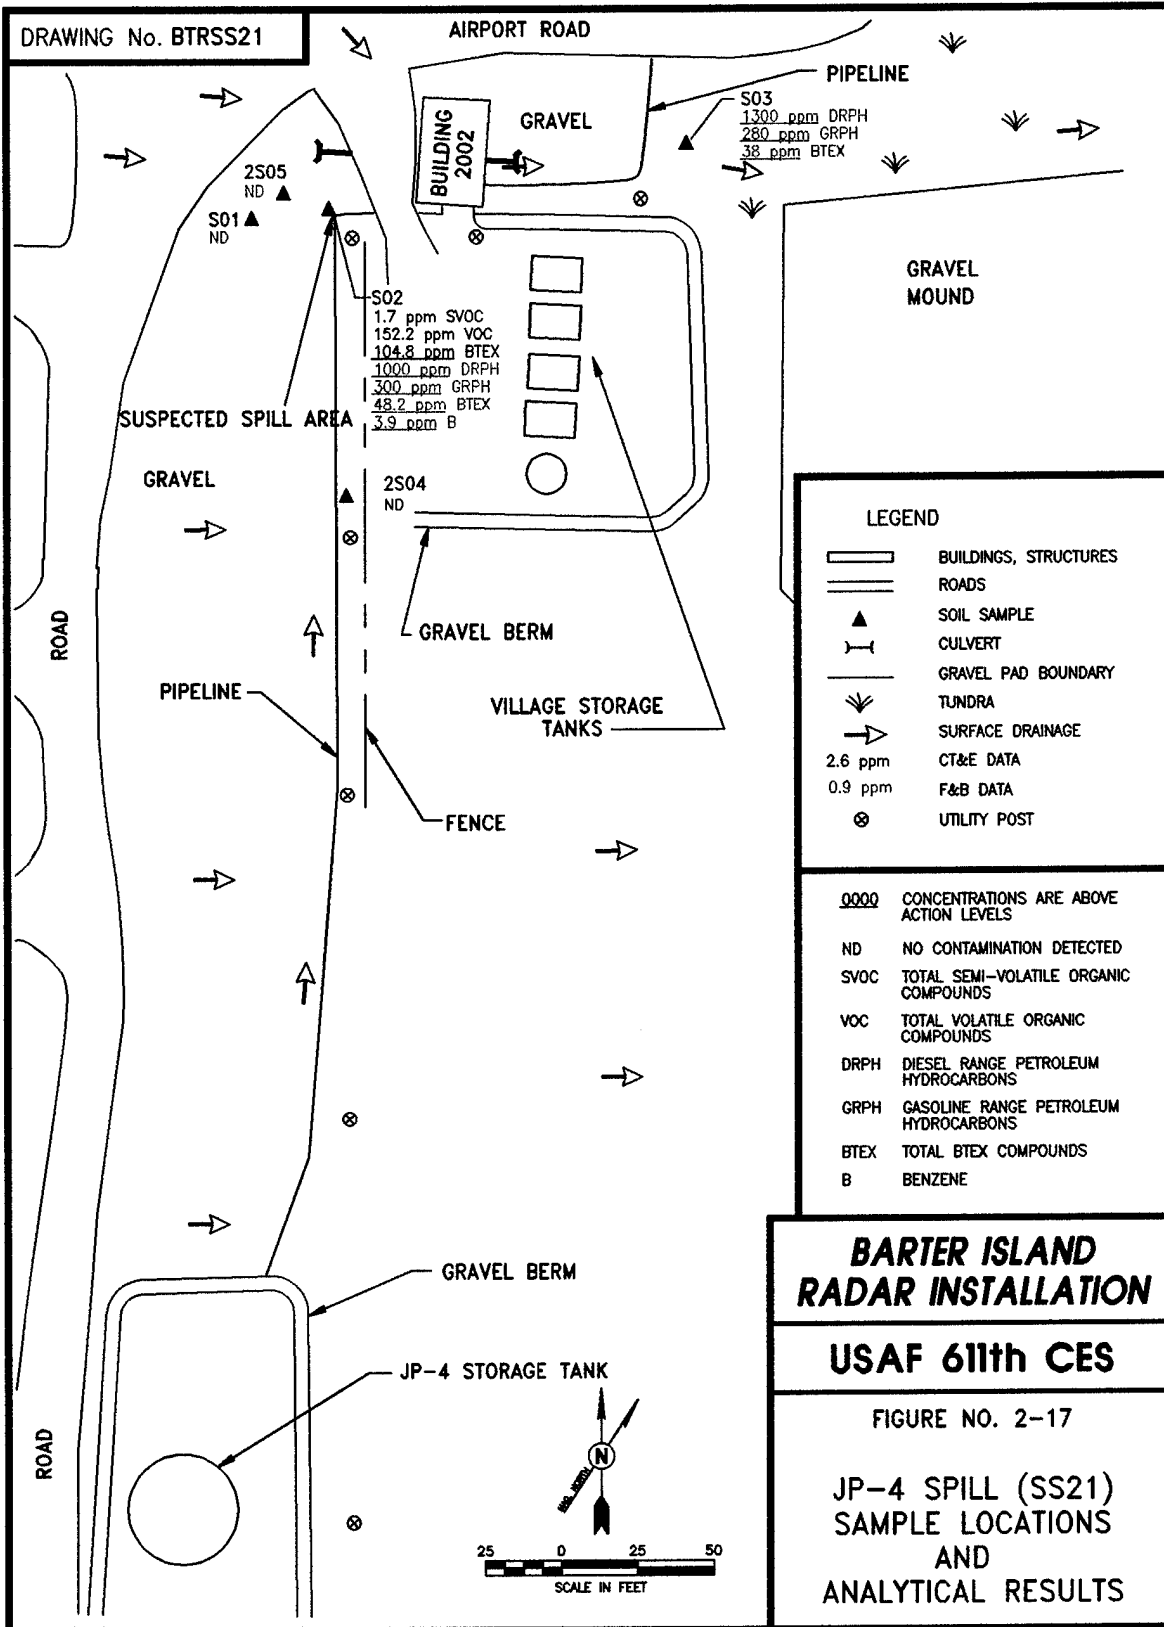 DRAWING No. BTRSS21
AIRPORT ROAD
PIPELINE
S03
1300 ppm DRPH
280 ppm GRPH
38 ppm BTEX
GRAVEL
BUILDING
2002
2S05
ND
S01
ND
GRAVEL
MOUND
S02
1.7 ppm SVOC
152.2 ppm VOC
104.8 ppm BTEX
1000 ppm DRPH
300 ppm GRPH
48.2 ppm BTEX
3.9 ppm B
SUSPECTED SPILL AREA
GRAVEL
2S04
ND
ROAD
GRAVEL BERM
PIPELINE
VILLAGE STORAGE
TANKS
FENCE
LEGEND
BUILDINGS, STRUCTURES
ROADS
SOIL SAMPLE
CULVERT
GRAVEL PAD BOUNDARY
TUNDRA
SURFACE DRAINAGE
2.6 ppm CT&E DATA
0.9 ppm F&B DATA
UTILITY POST
0000 CONCENTRATIONS ARE ABOVE
ACTION LEVELS
ND NO CONTAMINATION DETECTED
SVOC TOTAL SEMI-VOLATILE ORGANIC
COMPOUNDS
VOC TOTAL VOLATILE ORGANIC
COMPOUNDS
DRPH DIESEL RANGE PETROLEUM
HYDROCARBONS
GRPH GASOLINE RANGE PETROLEUM
HYDROCARBONS
BTEX TOTAL BTEX COMPOUNDS
B BENZENE
GRAVEL BERM
JP-4 STORAGE TANK
ROAD
N
MAG. NORTH
25 0 25 50
SCALE IN FEET
BARTER ISLAND
RADAR INSTALLATION
USAF 611th CES
FIGURE NO. 2-17
JP-4 SPILL (SS21)
SAMPLE LOCATIONS
AND
ANALYTICAL RESULTS